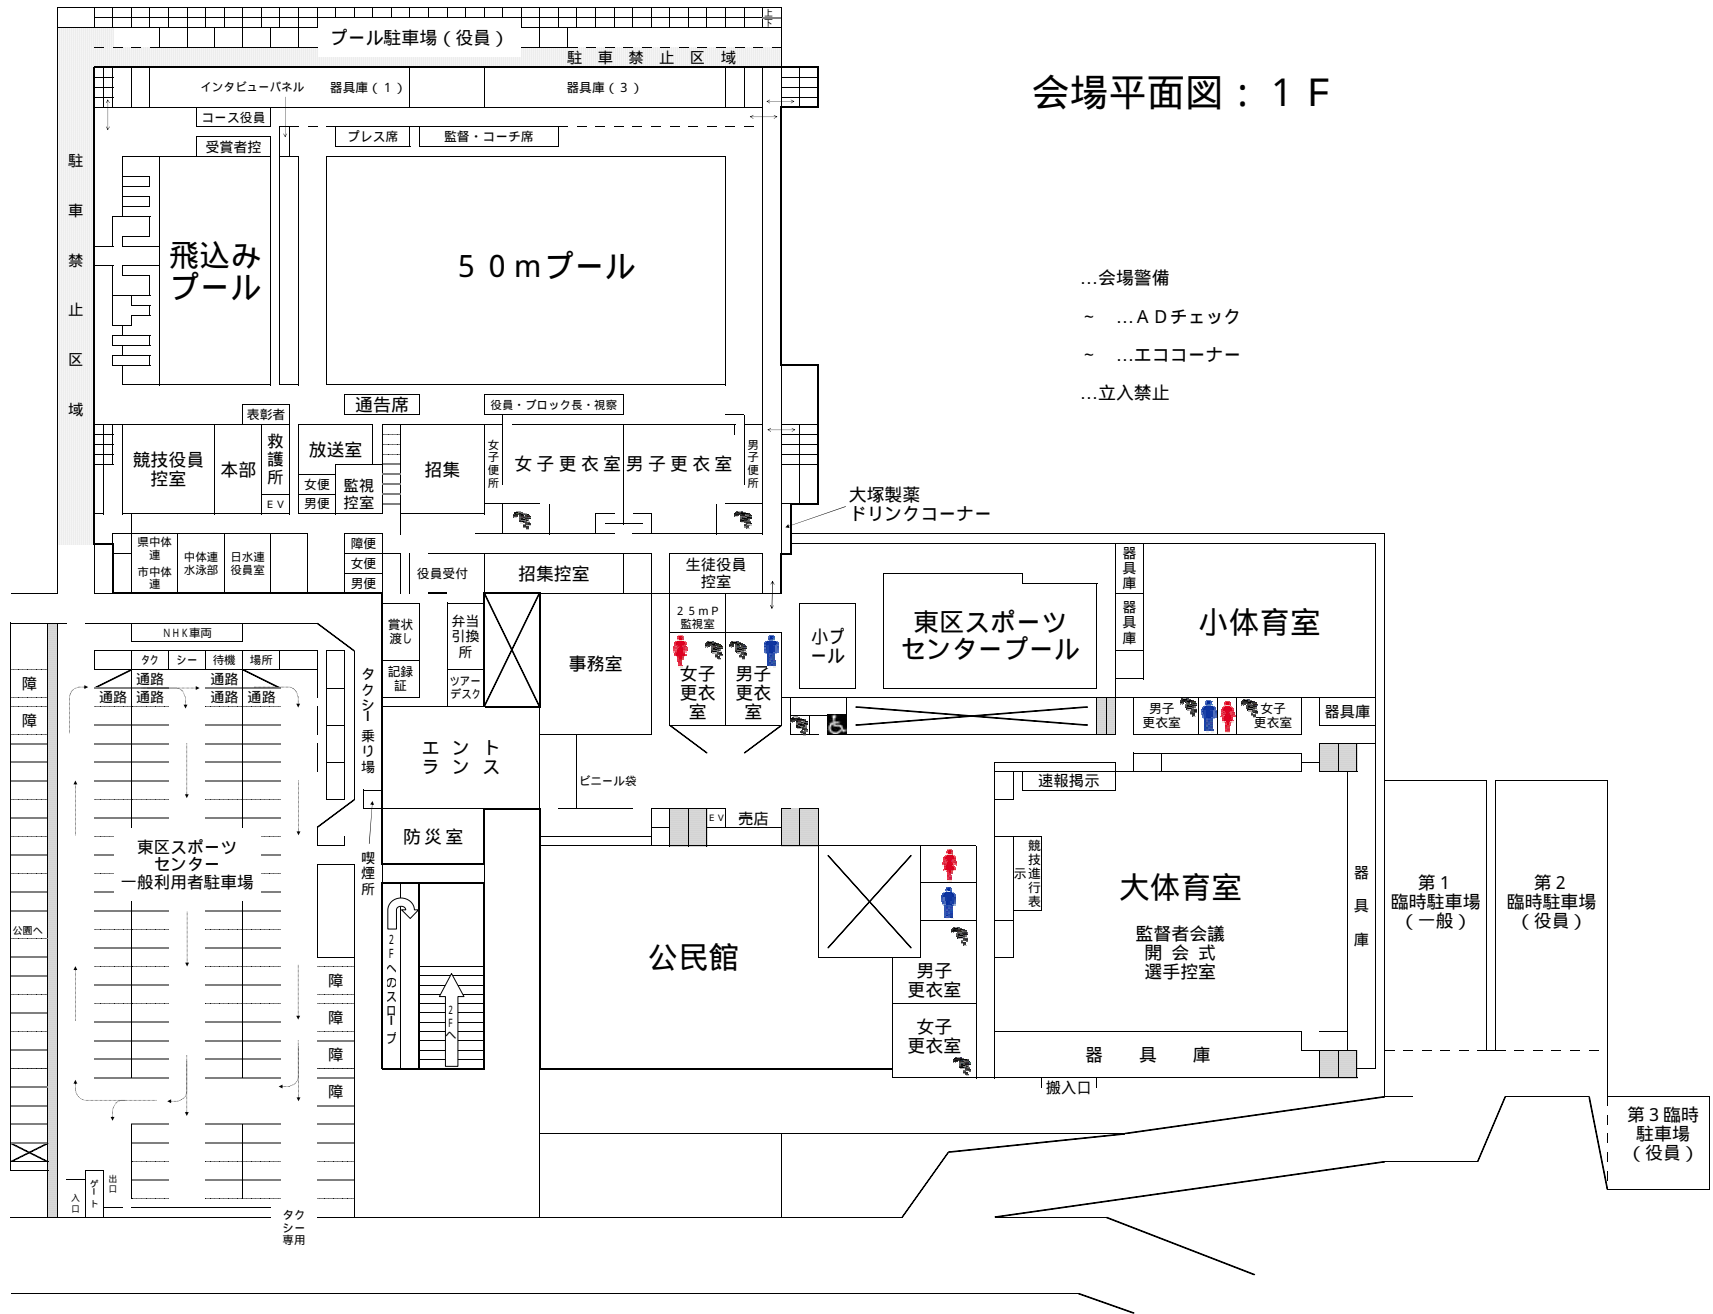 上
下
プール駐車場（役員）
駐車禁止区域
会場平面図：１Ｆ
インタビューパネル
器具庫（１）
器具庫（３）
コース役員
プレス席
監督・コーチ席
受賞者控
駐車禁止区域
飛込み
プール
５０ｍプール
…会場警備
～　…ＡＤチェック
～　…エココーナー
…立入禁止
表彰者
通告席
役員・ブロック長・視察
競技役員
控室
本部
救護所
ＥＶ
放送室
女便
男便
監視
控室
招集
女子便所
女子更衣室
男子更衣室
男子便所
大塚製薬
ドリンクコーナー
県中体
連
市中体
連
中体連
水泳部
日水連
役員室
障便
女便
男便
役員受付
招集控室
生徒役員
控室
２５ｍＰ
監視室
女子
更衣
室
男子
更衣
室
小プ
ール
東区スポーツ
センタープール
器具庫
器具庫
小体育室
男子
更衣室
女子
更衣室
器具庫
NHK車両
タク
シー
待機
場所
通路
通路
通路
通路
通路
通路
障
障
タクシー乗り場
賞状
渡し
記録
証
弁当
引換
所
ツアー
デスク
事務室
エント
ランス
ビニール袋
ＥＶ
売店
速報掲示
防災室
喫煙所
東区スポーツ
センター
一般利用者駐車場
公園へ
２Ｆへのスロープ
２Ｆへ
公民館
男子
更衣室
女子
更衣室
競技進行表
示
大体育室
監督者会議
開会式
選手控室
器具庫
器具庫
搬入口
第１
臨時駐車場
（一般）
第２
臨時駐車場
（役員）
第３臨時
駐車場
（役員）
障
障
障
障
入口
ゲート
出口
タク
シー
専用